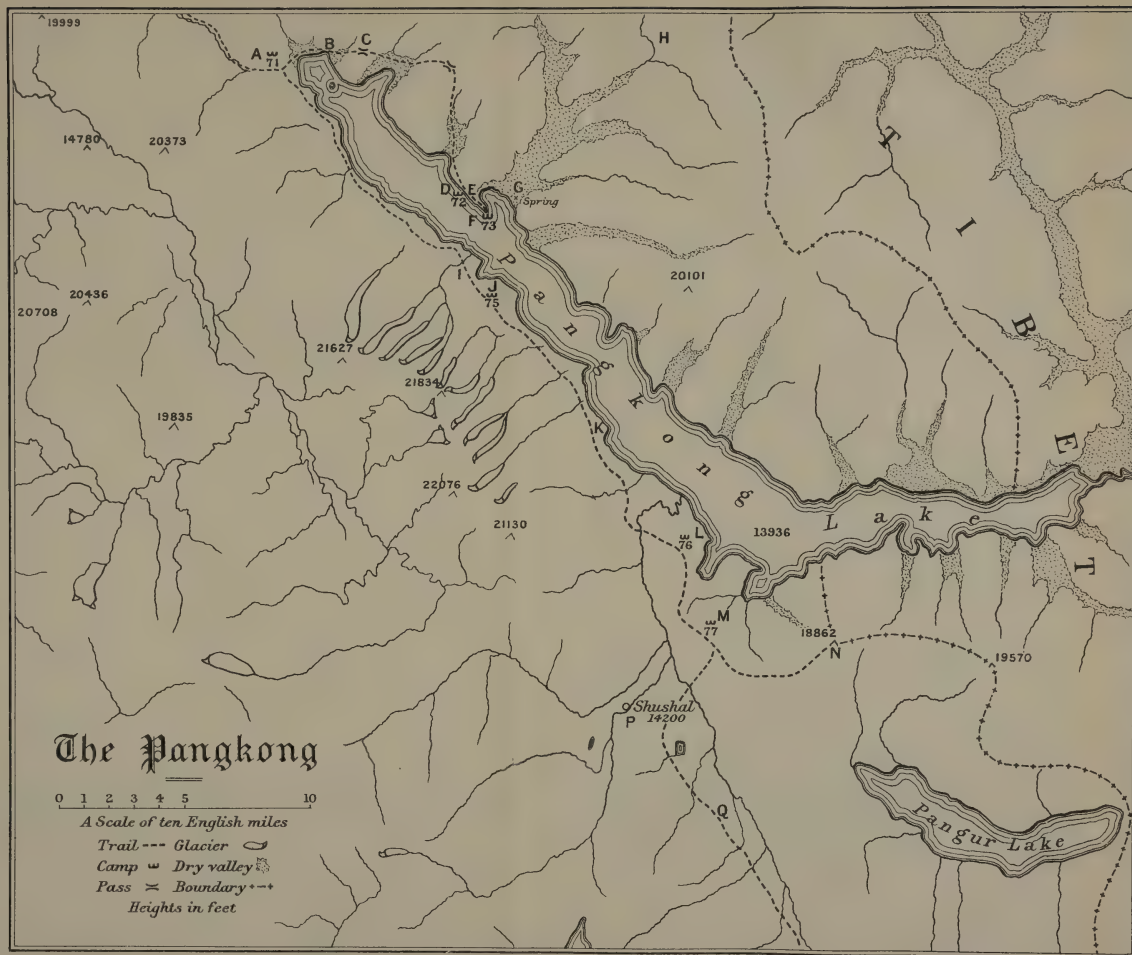 19999
A
71
B
C
H
14780
20373
T
I
B
E
T
D
72
E
F
73
G
Spring
I
J
75
20101
20436
20708
21627
21834
19835
K
22076
21130
Pangkong Lake
13936
L
76
M
77
18862
N
19570
Shushal
P
14200
Q
Pangur Lake
The Pangkong
0 1 2 3 4 5 10
A Scale of ten English miles
Trail Glacier
Camp Dry valley
Pass Boundary
Heights in feet